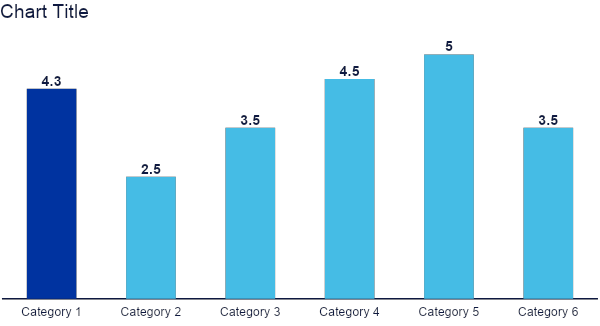 Chart Title
4.3
2.5
3.5
4.5
5
3.5
Category 1
Category 2
Category 3
Category 4
Category 5
Category 6